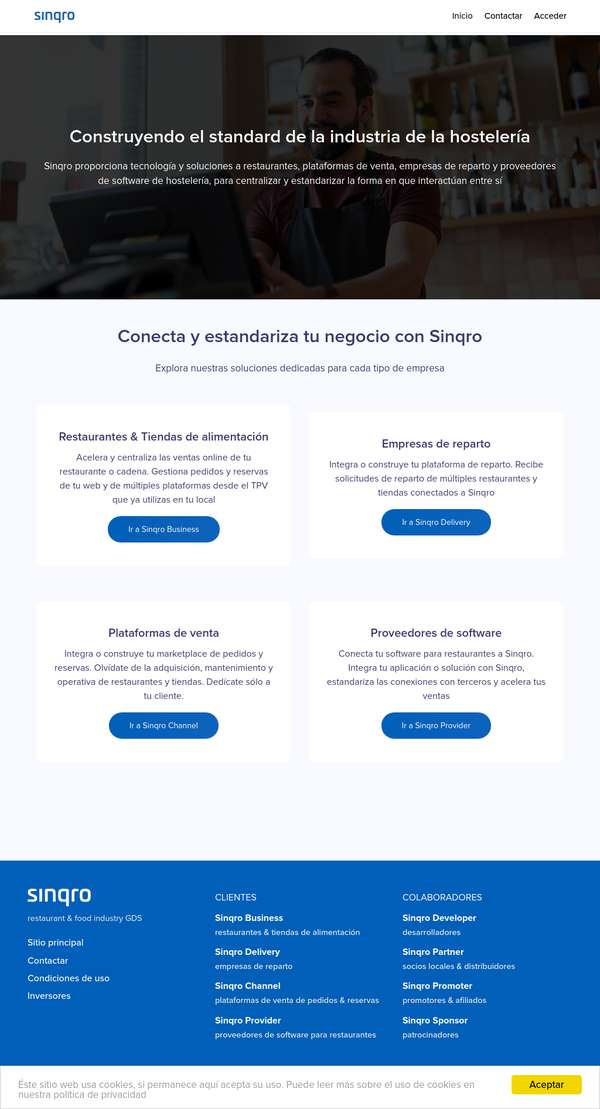 sinqro
Inicio Contactar Acceder
Construyendo el standard de la industria de la hostelería
Sinqro proporciona tecnología y soluciones a restaurantes, plataformas de venta, empresas de reparto y proveedores
de software de hostelería, para centralizar y estandarizar la forma en que interactúan entre sí
Conecta y estandariza tu negocio con Sinqro
Explora nuestras soluciones dedicadas para cada tipo de empresa
Restaurantes & Tiendas de alimentación
Acelera y centraliza las ventas online de tu
restaurante o cadena. Gestiona pedidos y reservas
de tu web y de múltiples plataformas desde el TPV
que ya utilizas en tu local
Ir a Sinqro Business
Empresas de reparto
Integra o construye tu plataforma de reparto. Recibe
solicitudes de reparto de múltiples restaurantes y
tiendas conectados a Sinqro
Ir a Sinqro Delivery
Plataformas de venta
Integra o construye tu marketplace de pedidos y
reservas. Olvídate de la adquisición, mantenimiento y
operativa de restaurantes y tiendas. Dedícate sólo a
tu cliente.
Ir a Sinqro Channel
Proveedores de software
Conecta tu software para restaurantes a Sinqro.
Integra tu aplicación o solución con Sinqro,
estandariza las conexiones con terceros y acelera tus
ventas
Ir a Sinqro Provider
sinqro
restaurant & food industry GDS
Sitio principal
Contactar
Condiciones de uso
Inversores
CLIENTES
Sinqro Business
restaurantes & tiendas de alimentación
Sinqro Delivery
empresas de reparto
Sinqro Channel
plataformas de venta de pedidos & reservas
Sinqro Provider
proveedores de software para restaurantes
COLABORADORES
Sinqro Developer
desarrolladores
Sinqro Partner
socios locales & distribuidores
Sinqro Promoter
promotores & afiliados
Sinqro Sponsor
patrocinadores
Éste sitio web usa cookies, si permanece aquí acepta su uso. Puede leer más sobre el uso de cookies en
nuestra política de privacidad
Aceptar